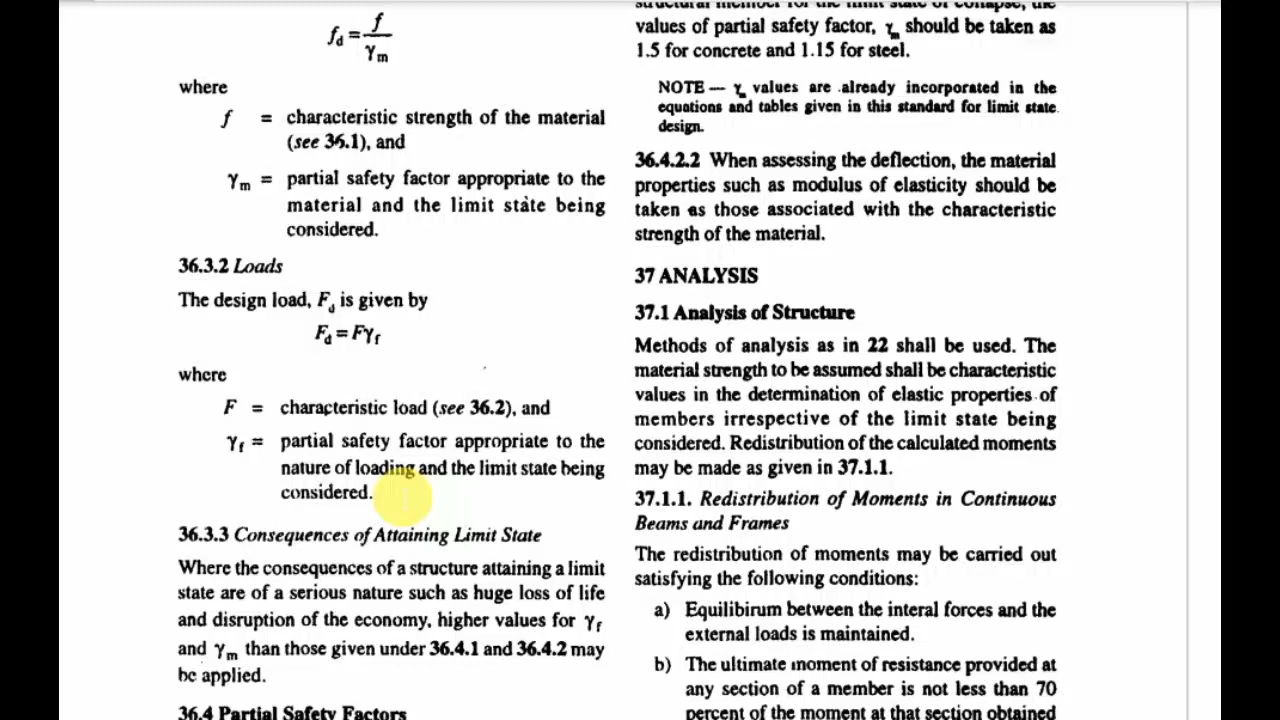 f_d = f / γ_m
where
f = characteristic strength of the material
(see 36.1), and
γ_m = partial safety factor appropriate to the
material and the limit state being
considered.
36.3.2 Loads
The design load, F_d is given by
F_d = Fγ_f
where
F = characteristic load (see 36.2), and
γ_f = partial safety factor appropriate to the
nature of loading and the limit state being
considered.
36.3.3 Consequences of Attaining Limit State
Where the consequences of a structure attaining a limit
state are of a serious nature such as huge loss of life
and disruption of the economy, higher values for γ_f
and γ_m than those given under 36.4.1 and 36.4.2 may
be applied.
36.4 Partial Safety Factors
structural member for the limit state of collapse, the
values of partial safety factor, γ_m should be taken as
1.5 for concrete and 1.15 for steel.
NOTE — γ_m values are already incorporated in the
equations and tables given in this standard for limit state
design.
36.4.2.2 When assessing the deflection, the material
properties such as modulus of elasticity should be
taken as those associated with the characteristic
strength of the material.
37 ANALYSIS
37.1 Analysis of Structure
Methods of analysis as in 22 shall be used. The
material strength to be assumed shall be characteristic
values in the determination of elastic properties of
members irrespective of the limit state being
considered. Redistribution of the calculated moments
may be made as given in 37.1.1.
37.1.1. Redistribution of Moments in Continuous
Beams and Frames
The redistribution of moments may be carried out
satisfying the following conditions:
a) Equilibirum between the interal forces and the
external loads is maintained.
b) The ultimate moment of resistance provided at
any section of a member is not less than 70
percent of the moment at that section obtained